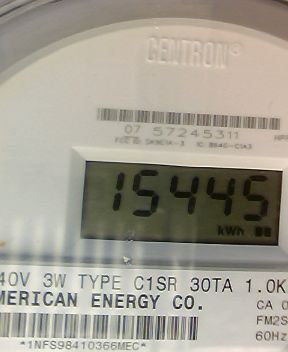 CENTRON®
07 57245311
15445
kWh
40V 3W TYPE C1SR 30TA 1.0K
MERICAN ENERGY CO.
CA 0
FM2S
60Hz
*1NFS98410366MEC*